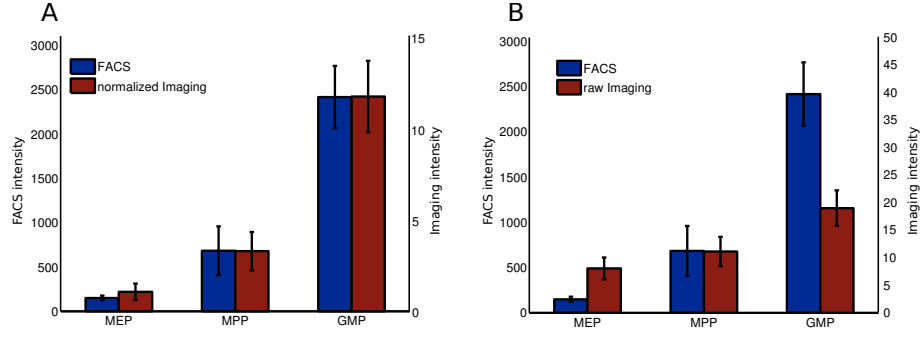 A
3000
2500
2000
1500
1000
500
0
FACS intensity
FACS
normalized Imaging
15
10
5
0
Imaging intensity
MEP MPP GMP
B
3000
2500
2000
1500
1000
500
0
FACS intensity
FACS
raw Imaging
50
45
40
35
30
25
20
15
10
5
0
Imaging intensity
MEP MPP GMP